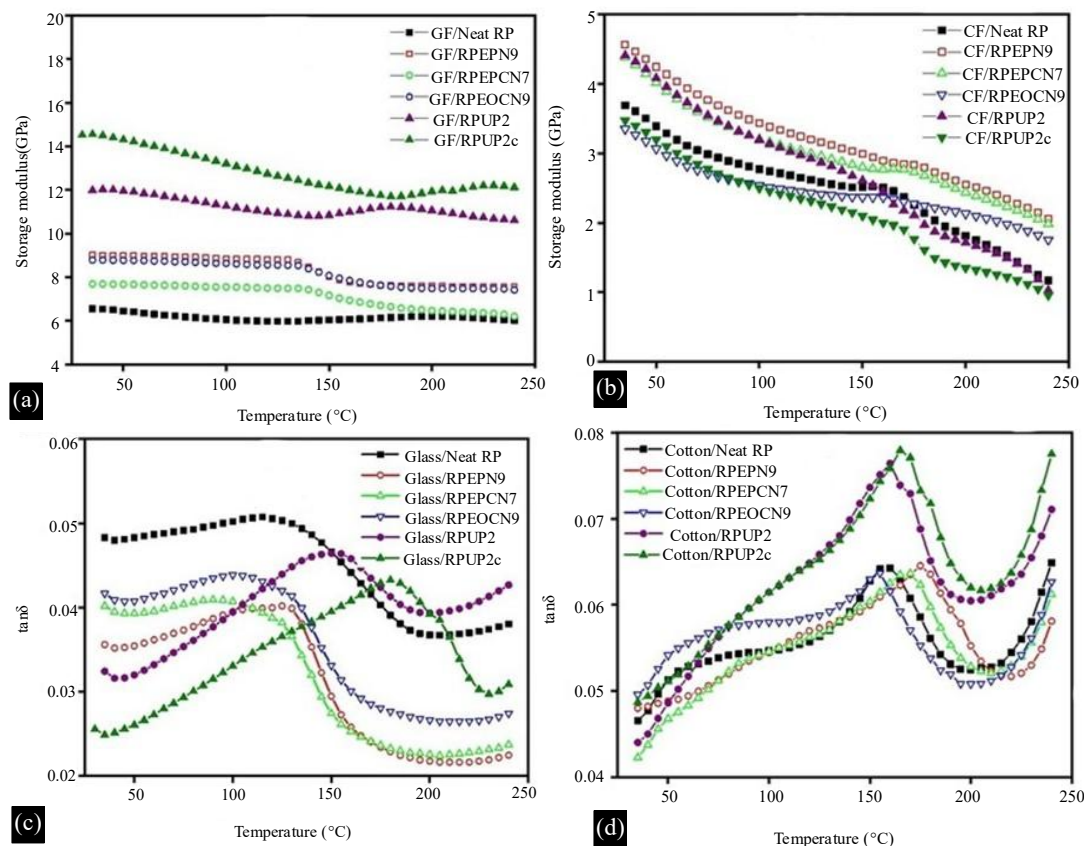 20
18
16
14
12
10
8
6
4
Storage modulus(GPa)
GF/Neat RP
GF/RPEPN9
GF/RPEPCN7
GF/RPEOCN9
GF/RPUP2
GF/RPUP2c
50
100
150
200
250
(a)
Temperature (°C)
5
4
3
2
1
0
Storage modulus (GPa)
CF/Neat RP
CF/RPEPN9
CF/RPEPCN7
CF/RPEOCN9
CF/RPUP2
CF/RPUP2c
50
100
150
200
250
(b)
Temperature (°C)
0.06
0.05
0.04
0.03
0.02
tanδ
Glass/Neat RP
Glass/RPEPN9
Glass/RPEPCN7
Glass/RPEOCN9
Glass/RPUP2
Glass/RPUP2c
50
100
150
200
250
(c)
Temperature (°C)
0.08
0.07
0.06
0.05
0.04
tanδ
Cotton/Neat RP
Cotton/RPEPN9
Cotton/RPEPCN7
Cotton/RPEOCN9
Cotton/RPUP2
Cotton/RPUP2c
50
100
150
200
250
(d)
Temperature (°C)